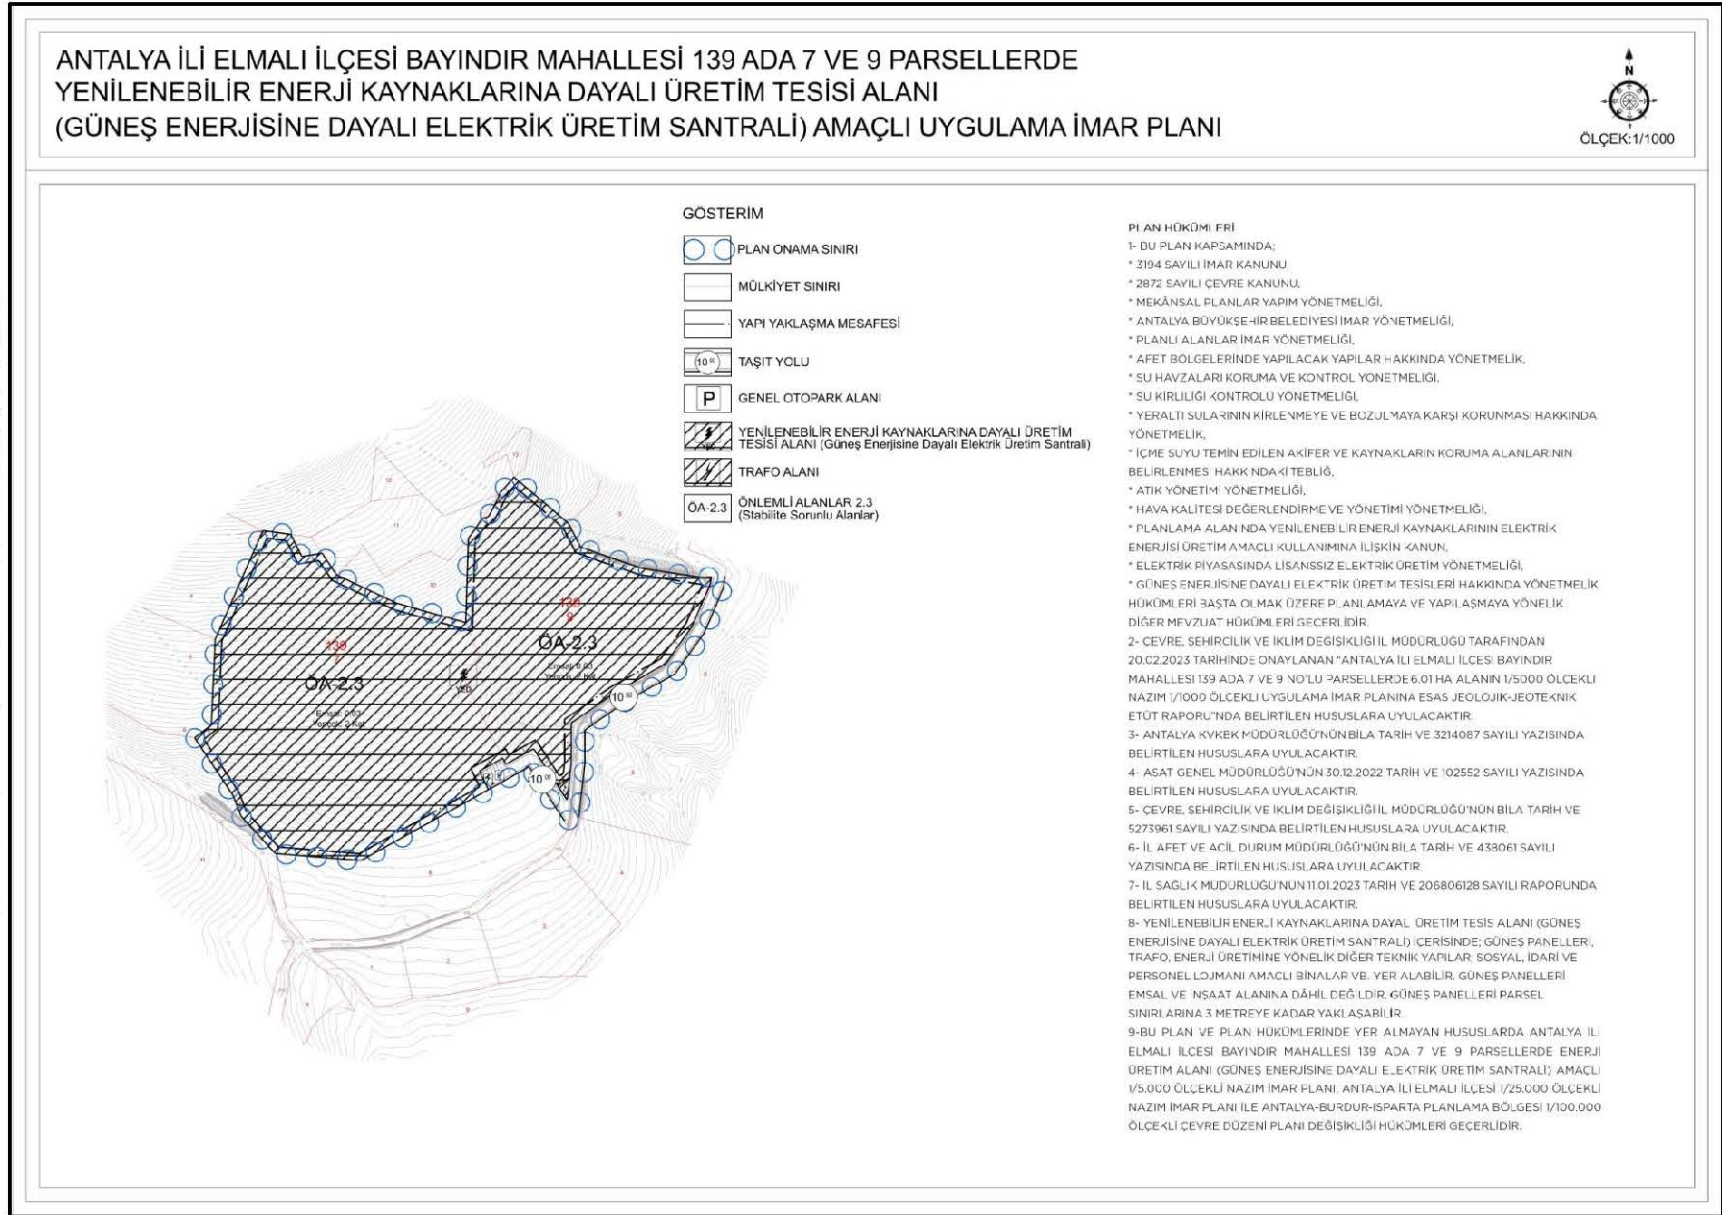 ANTALYA İLİ ELMALI İLÇESİ BAYINDIR MAHALLESİ 139 ADA 7 VE 9 PARSELLERDE
YENİLENEBİLİR ENERJİ KAYNAKLARINA DAYALI ÜRETİM TESİSİ ALANI
(GÜNEŞ ENERJİSİNE DAYALI ELEKTRİK ÜRETİM SANTRALİ) AMAÇLI UYGULAMA İMAR PLANI
N
ÖLÇEK:1/1000
GÖSTERİM
PLAN ONAMA SINIRI
MÜLKİYET SINIRI
YAPI YAKLAŞMA MESAFESİ
10 00 TAŞIT YOLU
P GENEL OTOPARK ALANI
YENİLENEBİLİR ENERJİ KAYNAKLARINA DAYALI ÜRETİM
TESİSİ ALANI (Güneş Enerjisine Dayalı Elektrik Üretim Santrali)
TRAFO ALANI
ÖA-2.3 ÖNLEMLİ ALANLAR 2.3
(Stabilite Sorunlu Alanlar)
139
9
ÖA-2.3
Emsal: 0.03
Yençok: 2 Kat
139
7
ÖA-2.3
Emsal: 0.03
Yençok: 2 Kat
YED
10 00
10 00
PLAN HÜKÜMLERİ
1- BU PLAN KAPSAMINDA;
* 3194 SAYILI İMAR KANUNU
* 2872 SAYILI ÇEVRE KANUNU,
* MEKÂNSAL PLANLAR YAPIM YÖNETMELİĞİ,
* ANTALYA BÜYÜKŞEHİR BELEDİYESİ İMAR YÖNETMELİĞİ,
* PLANLI ALANLAR İMAR YÖNETMELİĞİ,
* AFET BÖLGELERİNDE YAPILACAK YAPILAR HAKKINDA YÖNETMELİK,
* SU HAVZALARI KORUMA VE KONTROL YÖNETMELİĞİ,
* SU KİRLİLİĞİ KONTROLÜ YÖNETMELİĞİ,
* YERALTI SULARININ KİRLENMEYE VE BOZULMAYA KARŞI KORUNMASI HAKKINDA
YÖNETMELİK,
* İÇME SUYU TEMİN EDİLEN AKİFER VE KAYNAKLARIN KORUMA ALANLARININ
BELİRLENMESİ HAKKINDAKİ TEBLİĞ,
* ATIK YÖNETİMİ YÖNETMELİĞİ,
* HAVA KALİTESİ DEĞERLENDİRME VE YÖNETİMİ YÖNETMELİĞİ,
* PLANLAMA ALANINDA YENİLENEBİLİR ENERJİ KAYNAKLARININ ELEKTRİK
ENERJİSİ ÜRETİM AMAÇLI KULLANIMINA İLİŞKİN KANUN,
* ELEKTRİK PİYASASINDA LİSANSSIZ ELEKTRİK ÜRETİM YÖNETMELİĞİ,
* GÜNEŞ ENERJİSİNE DAYALI ELEKTRİK ÜRETİM TESİSLERİ HAKKINDA YÖNETMELİK
HÜKÜMLERİ BAŞTA OLMAK ÜZERE PLANLAMAYA VE YAPILAŞMAYA YÖNELİK
DİĞER MEVZUAT HÜKÜMLERİ GEÇERLİDİR.
2- ÇEVRE, ŞEHİRCİLİK VE İKLİM DEĞİŞİKLİĞİ İL MÜDÜRLÜĞÜ TARAFINDAN
20.02.2023 TARİHİNDE ONAYLANAN "ANTALYA İLİ ELMALI İLÇESİ BAYINDIR
MAHALLESİ 139 ADA 7 VE 9 NO'LU PARSELLERDE 6.01 HA ALANIN 1/5000 ÖLÇEKLİ
NAZIM 1/1000 ÖLÇEKLİ UYGULAMA İMAR PLANINA ESAS JEOLOJİK-JEOTEKNİK
ETÜT RAPORU"NDA BELİRTİLEN HUSUSLARA UYULACAKTIR.
3- ANTALYA KVKBK MÜDÜRLÜĞÜ'NÜN BİLA TARİH VE 3214087 SAYILI YAZISINDA
BELİRTİLEN HUSUSLARA UYULACAKTIR.
4- ASAT GENEL MÜDÜRLÜĞÜ'NÜN 30.12.2022 TARİH VE 102552 SAYILI YAZISINDA
BELİRTİLEN HUSUSLARA UYULACAKTIR.
5- ÇEVRE, ŞEHİRCİLİK VE İKLİM DEĞİŞİKLİĞİ İL MÜDÜRLÜĞÜ'NÜN BİLA TARİH VE
5273961 SAYILI YAZISINDA BELİRTİLEN HUSUSLARA UYULACAKTIR.
6- İL AFET VE ACİL DURUM MÜDÜRLÜĞÜ'NÜN BİLA TARİH VE 438061 SAYILI
YAZISINDA BELİRTİLEN HUSUSLARA UYULACAKTIR.
7- İL SAĞLIK MÜDÜRLÜĞÜ'NÜN 11.01.2023 TARİH VE 206806128 SAYILI RAPORUNDA
BELİRTİLEN HUSUSLARA UYULACAKTIR.
8- YENİLENEBİLİR ENERJİ KAYNAKLARINA DAYALI ÜRETİM TESİS ALANI (GÜNEŞ
ENERJİSİNE DAYALI ELEKTRİK ÜRETİM SANTRALİ) İÇERİSİNDE; GÜNEŞ PANELLERİ,
TRAFO, ENERJİ ÜRETİMİNE YÖNELİK DİĞER TEKNİK YAPILAR, SOSYAL, İDARİ VE
PERSONEL LOJMANI AMAÇLI BİNALAR VB. YER ALABİLİR. GÜNEŞ PANELLERİ
EMSAL VE İNŞAAT ALANINA DÂHİL DEĞİLDİR. GÜNEŞ PANELLERİ PARSEL
SINIRLARINA 3 METREYE KADAR YAKLAŞABİLİR.
9-BU PLAN VE PLAN HÜKÜMLERİNDE YER ALMAYAN HUSUSLARDA ANTALYA İLİ
ELMALI İLÇESİ BAYINDIR MAHALLESİ 139 ADA 7 VE 9 PARSELLERDE ENERJİ
ÜRETİM ALANI (GÜNEŞ ENERJİSİNE DAYALI ELEKTRİK ÜRETİM SANTRALİ) AMAÇLI
1/5.000 ÖLÇEKLİ NAZIM İMAR PLANI, ANTALYA İLİ ELMALI İLÇESİ 1/25.000 ÖLÇEKLİ
NAZIM İMAR PLANI İLE ANTALYA-BURDUR-ISPARTA PLANLAMA BÖLGESİ 1/100.000
ÖLÇEKLİ ÇEVRE DÜZENİ PLANI DEĞİŞİKLİĞİ HÜKÜMLERİ GEÇERLİDİR.